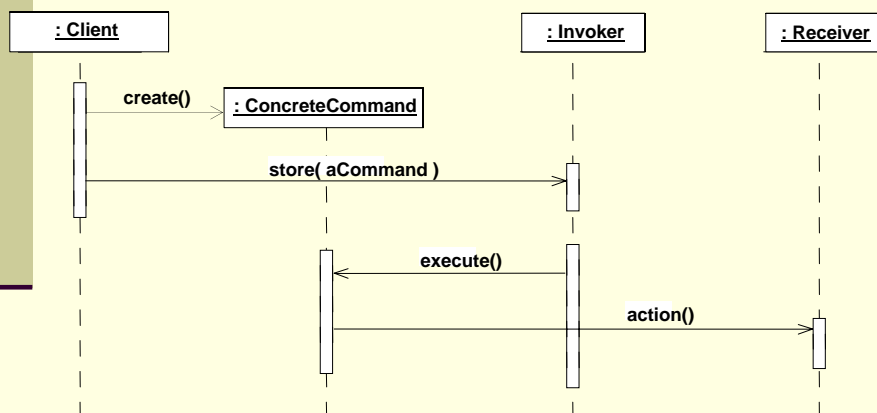 : Client
: Invoker
: Receiver
create()
: ConcreteCommand
store( aCommand )
execute()
action()